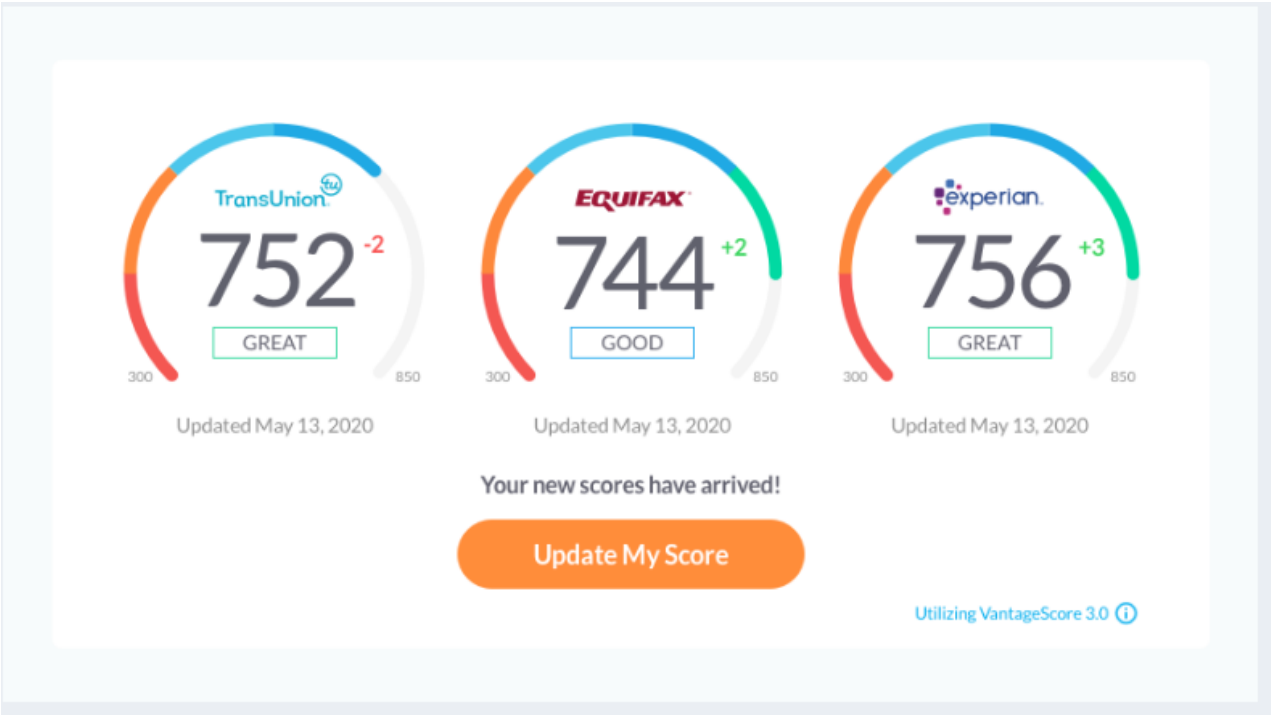 TransUnion tu
752 -2
GREAT
300 850
Updated May 13, 2020
EQUIFAX
744 +2
GOOD
300 850
Updated May 13, 2020
experian.
756 +3
GREAT
300 850
Updated May 13, 2020
Your new scores have arrived!
Update My Score
Utilizing VantageScore 3.0 i